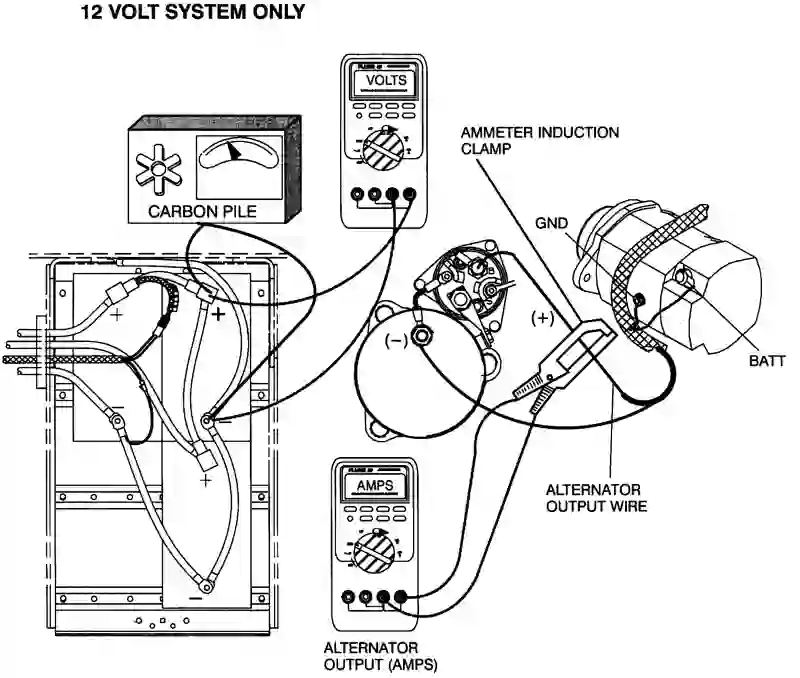 12 VOLT SYSTEM ONLY
VOLTS
AMMETER INDUCTION
CLAMP
CARBON PILE
GND
+
+
(+)
(−)
BATT
−
−
+
AMPS
ALTERNATOR
OUTPUT WIRE
−
ALTERNATOR
OUTPUT (AMPS)